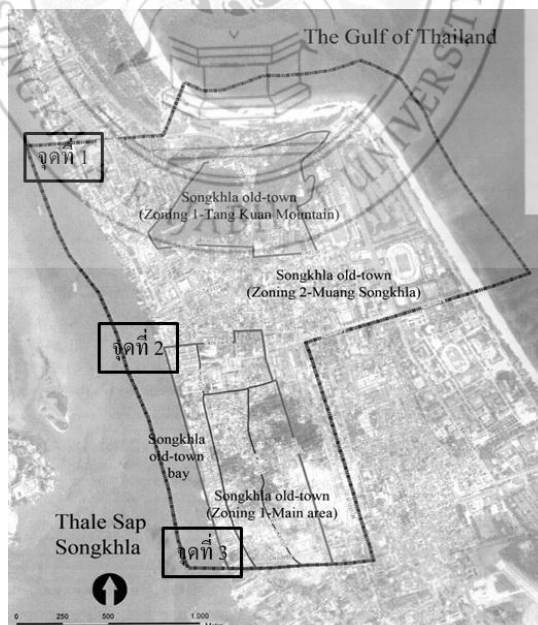 The Gulf of Thailand
จุดที่ 1
Songkhla old-town
(Zoning 1-Tang Kuan Mountain)
Songkhla old-town
(Zoning 2-Muang Songkhla)
จุดที่ 2
Songkhla
old-town
bay
Songkhla old-town
(Zoning 1-Main area)
Thale Sap
Songkhla
จุดที่ 3
0 250 500 1 000
UNIVERSITY